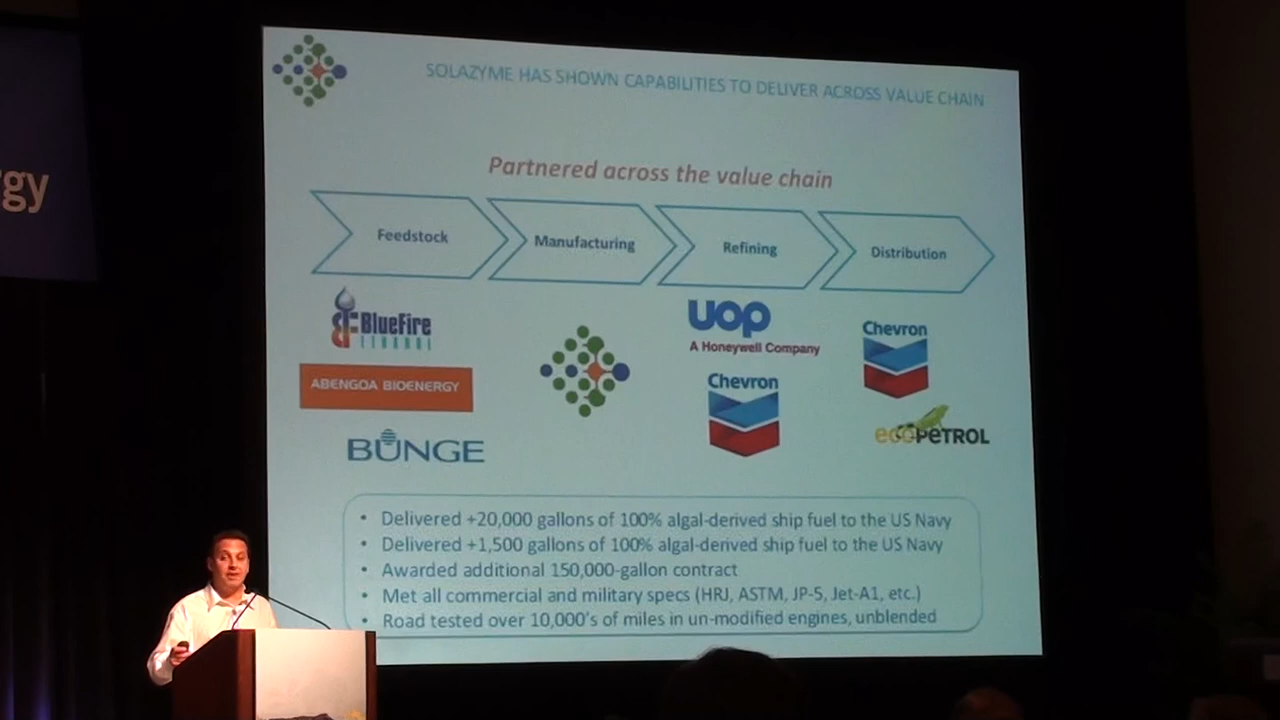 rgy
SOLAZYME HAS SHOWN CAPABILITIES TO DELIVER ACROSS VALUE CHAIN
Partnered across the value chain
Feedstock
Manufacturing
Refining
Distribution
BlueFire
ETHANOL
ABENGOA BIOENERGY
BUNGE
uop
A Honeywell Company
Chevron
Chevron
ecoPETROL
• Delivered +20,000 gallons of 100% algal-derived ship fuel to the US Navy
• Delivered +1,500 gallons of 100% algal-derived ship fuel to the US Navy
• Awarded additional 150,000-gallon contract
• Met all commercial and military specs (HRJ, ASTM, JP-5, Jet-A1, etc.)
• Road tested over 10,000's of miles in un-modified engines, unblended